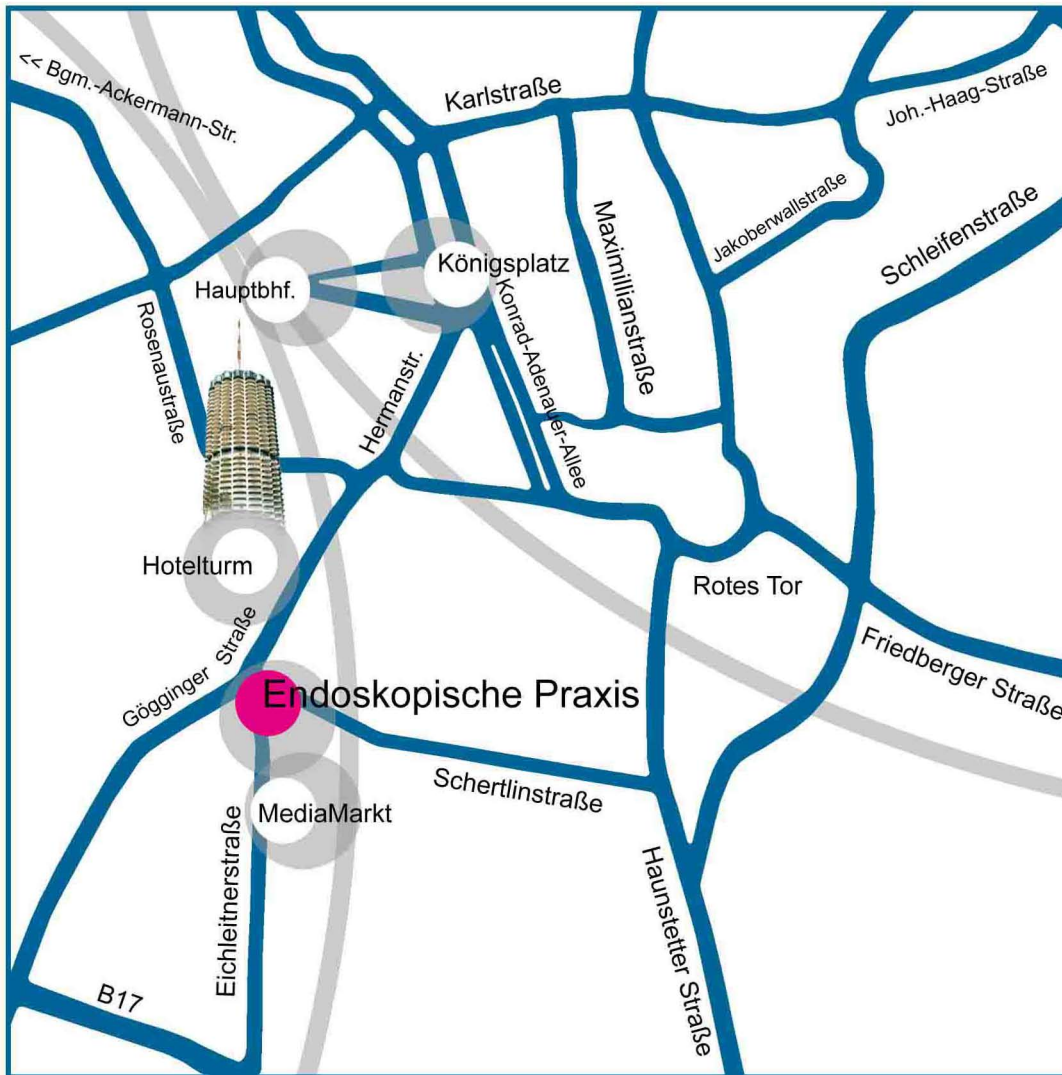 << Bgm.-Ackermann-Str.
Karlstraße
Joh.-Haag-Straße
Jakoberwallstraße
Schleifenstraße
Maximillianstraße
Königsplatz
Hauptbhf.
Konrad-Adenauer-Allee
Rosenaustraße
Hermanstr.
Hotelturm
Rotes Tor
Friedberger Straße
Gögginger Straße
Endoskopische Praxis
Schertlinstraße
MediaMarkt
Eichleitnerstraße
Haunstetter Straße
B17